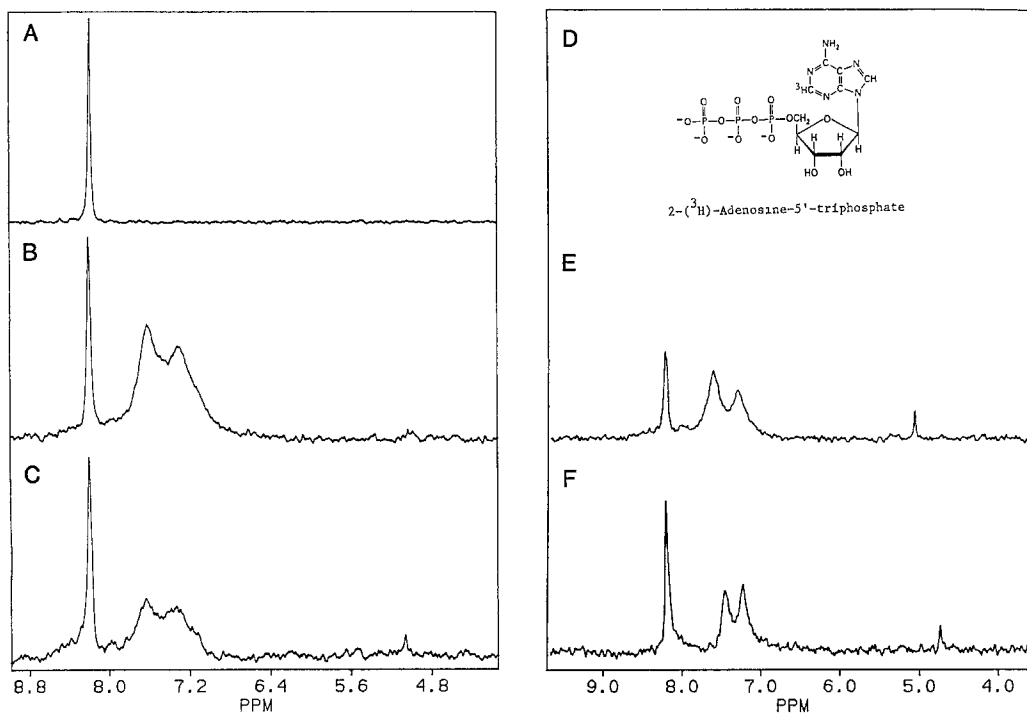 A
B
C
8.8 8.0 7.2 6.4 5.6 4.8
PPM
D
NH₂
N N
³HC CH
N N
O O O
⁻O-P-O-P-O-P-OCH₂ O
⁻O ⁻O ⁻O
H H H H
HO OH
2-(³H)-Adenosine-5'-triphosphate
E
F
9.0 8.0 7.0 6.0 5.0 4.0
PPM